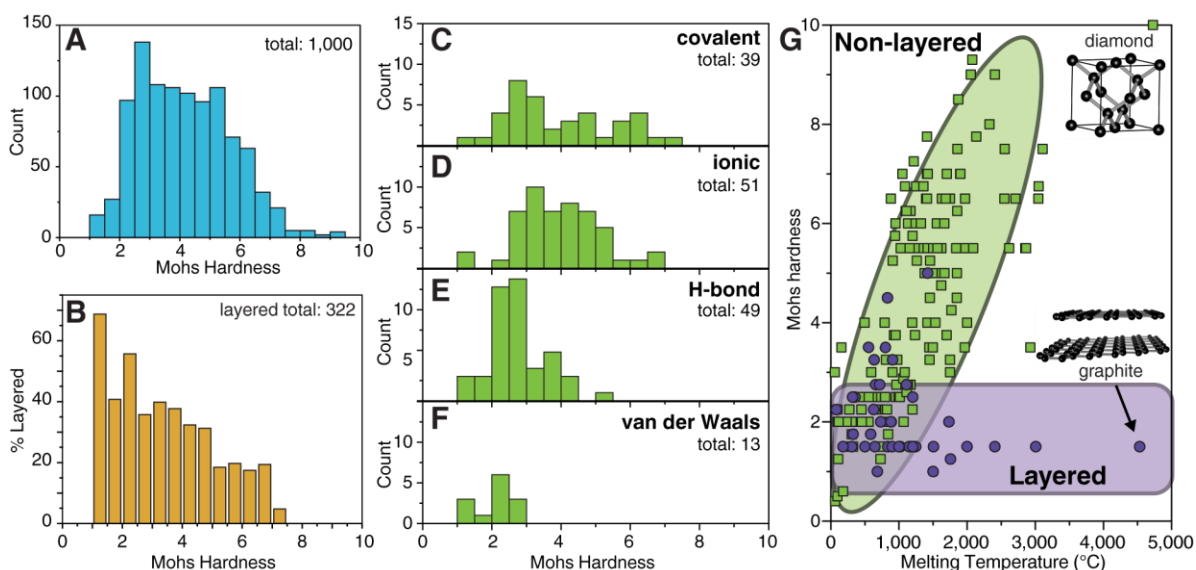 A
total: 1,000
150
100
50
0
Count
0 2 4 6 8 10
Mohs Hardness
B
layered total: 322
60
40
20
0
% Layered
0 2 4 6 8 10
Mohs Hardness
C
covalent
total: 39
15
10
5
0
Count
D
ionic
total: 51
10
5
0
Count
E
H-bond
total: 49
10
5
0
Count
F
van der Waals
total: 13
10
5
0
Count
0 2 4 6 8 10
Mohs Hardness
G
Non-layered
diamond
graphite
Layered
10
8
6
4
2
0
Mohs hardness
0 1,000 2,000 3,000 4,000 5,000
Melting Temperature (°C)